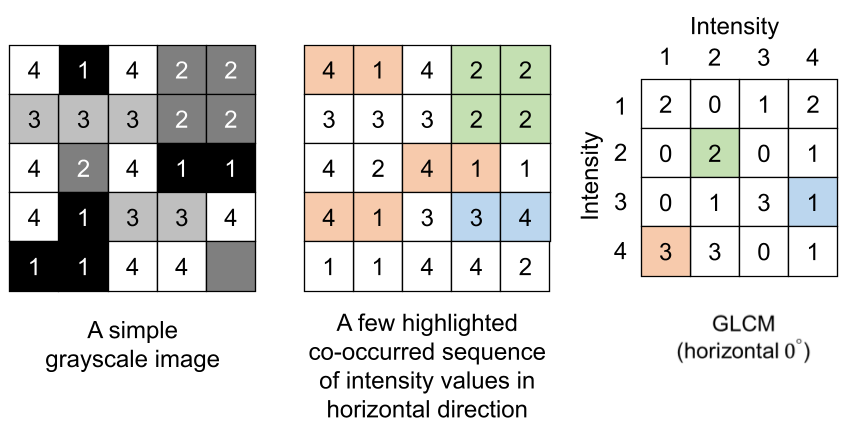 Intensity
1 2 3 4
4 1 4 2 2
3 3 3 2 2
4 2 4 1 1
4 1 3 3 4
1 1 4 4
4 1 4 2 2
3 3 3 2 2
4 2 4 1 1
4 1 3 3 4
1 1 4 4 2
Intensity
1 2 0 1 2
2 0 2 0 1
3 0 1 3 1
4 3 3 0 1
A simple
grayscale image
A few highlighted
co-occurred sequence
of intensity values in
horizontal direction
GLCM
(horizontal 0°)